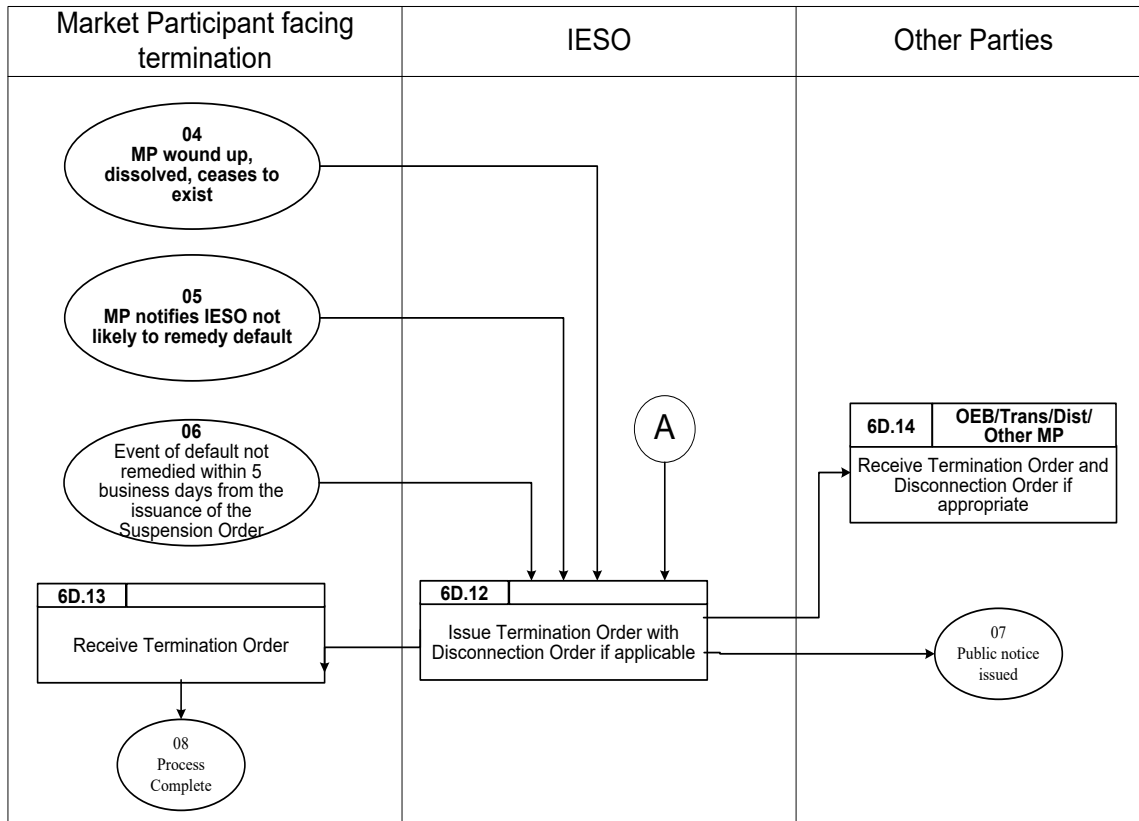 Market Participant facing
termination
IESO
Other Parties
04
MP wound up,
dissolved, ceases to
exist
05
MP notifies IESO not
likely to remedy default
06
Event of default not
remedied within 5
business days from the
issuance of the
Suspension Order
A
6D.14
OEB/Trans/Dist/
Other MP
Receive Termination Order and
Disconnection Order if
appropriate
6D.13
Receive Termination Order
6D.12
Issue Termination Order with
Disconnection Order if applicable
07
Public notice
issued
08
Process
Complete